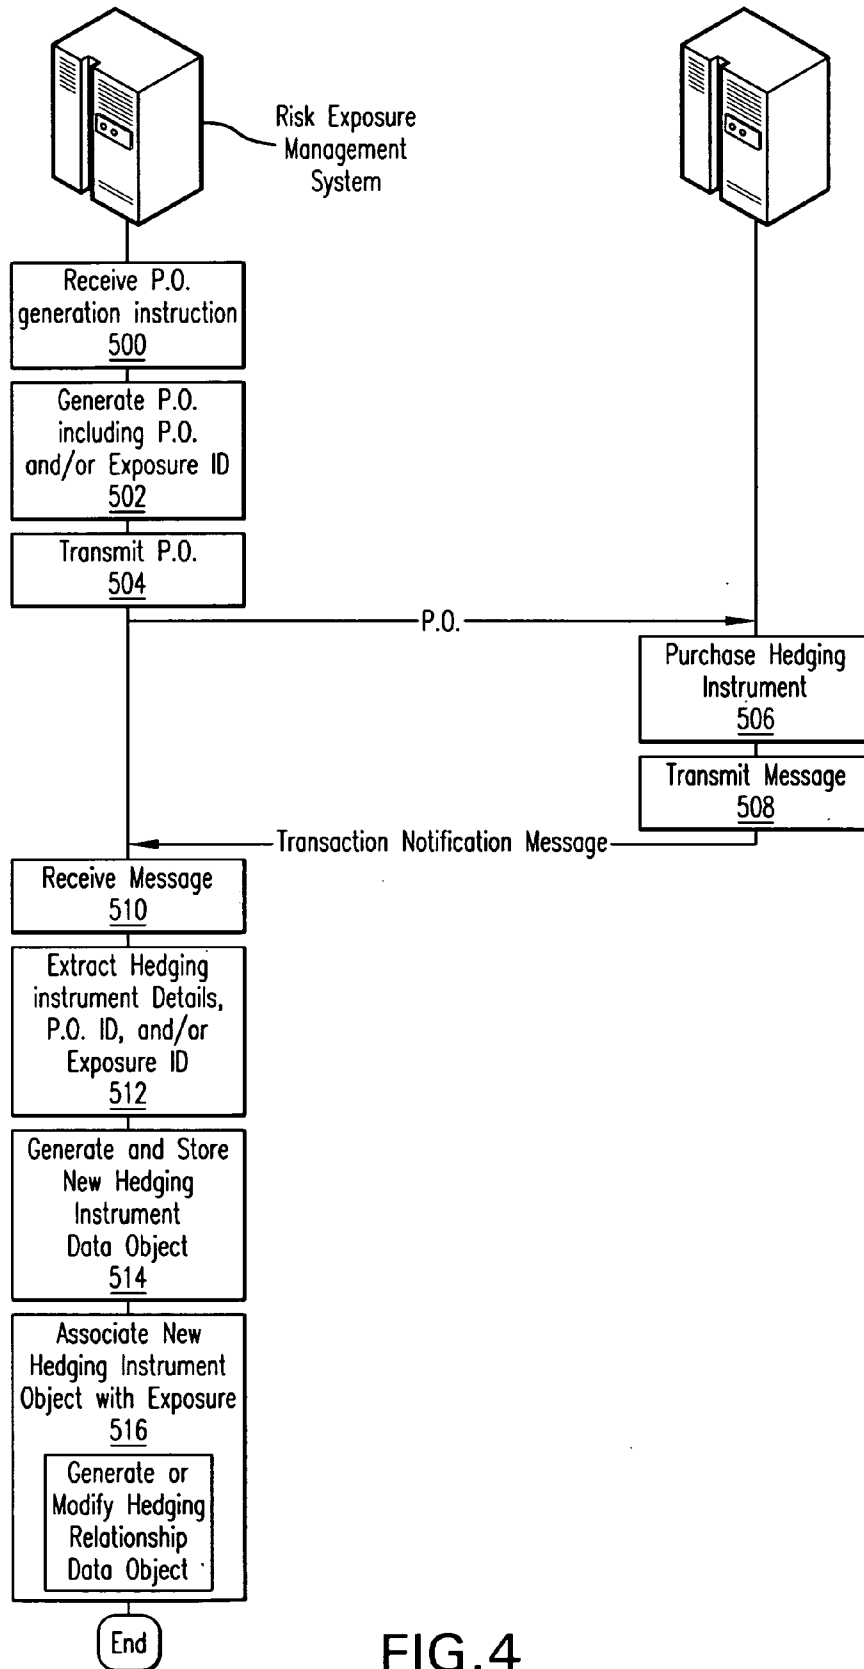 Risk Exposure
Management
System
Receive P.O.
generation instruction
500
Generate P.O.
including P.O.
and/or Exposure ID
502
Transmit P.O.
504
P.O.
Purchase Hedging
Instrument
506
Transmit Message
508
Transaction Notification Message
Receive Message
510
Extract Hedging
instrument Details,
P.O. ID, and/or
Exposure ID
512
Generate and Store
New Hedging
Instrument
Data Object
514
Associate New
Hedging Instrument
Object with Exposure
516
Generate or
Modify Hedging
Relationship
Data Object
End
FIG.4